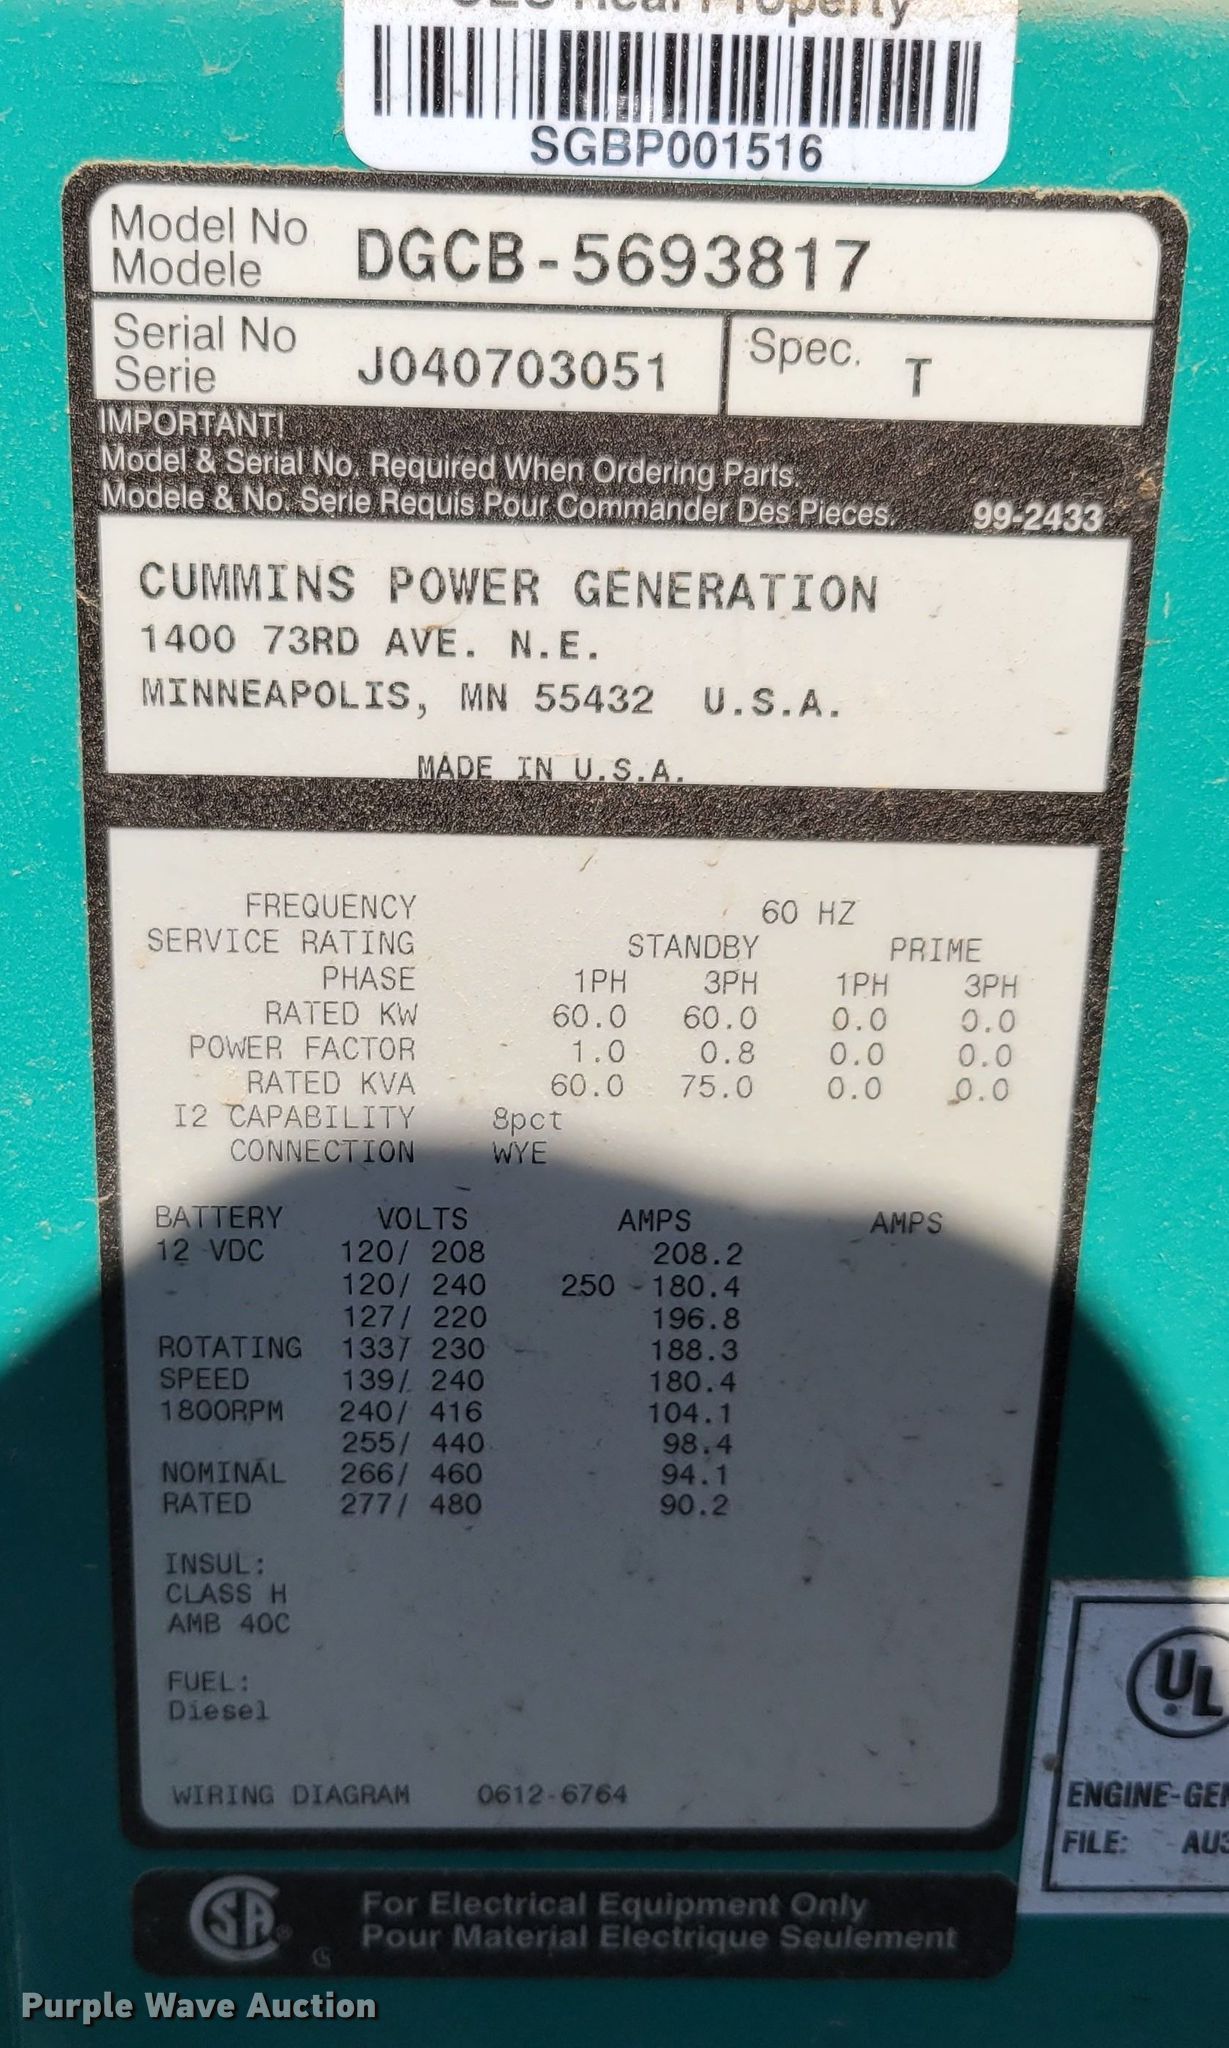 Real Property
SGBP001516
Model No
Modele
DGCB-5693817
Serial No
Serie
J040703051
Spec. T
IMPORTANT!
Model & Serial No. Required When Ordering Parts.
Modele & No. Serie Requis Pour Commander Des Pieces. 99-2433
CUMMINS POWER GENERATION
1400 73RD AVE. N.E.
MINNEAPOLIS, MN 55432 U.S.A.
MADE IN U.S.A.
FREQUENCY 60 HZ
SERVICE RATING STANDBY PRIME
PHASE 1PH 3PH 1PH 3PH
RATED KW 60.0 60.0 0.0 0.0
POWER FACTOR 1.0 0.8 0.0 0.0
RATED KVA 60.0 75.0 0.0 0.0
I2 CAPABILITY 8pct
CONNECTION WYE
BATTERY VOLTS AMPS AMPS
12 VDC 120/ 208 208.2
120/ 240 250 180.4
127/ 220 196.8
ROTATING 133/ 230 188.3
SPEED 139/ 240 180.4
1800RPM 240/ 416 104.1
255/ 440 98.4
NOMINAL 266/ 460 94.1
RATED 277/ 480 90.2
INSUL:
CLASS H
AMB 40C
FUEL:
Diesel
WIRING DIAGRAM 0612-6764
UL
ENGINE-GEN
FILE: AU3
SA
For Electrical Equipment Only
Pour Material Electrique Seulement
Purple Wave Auction